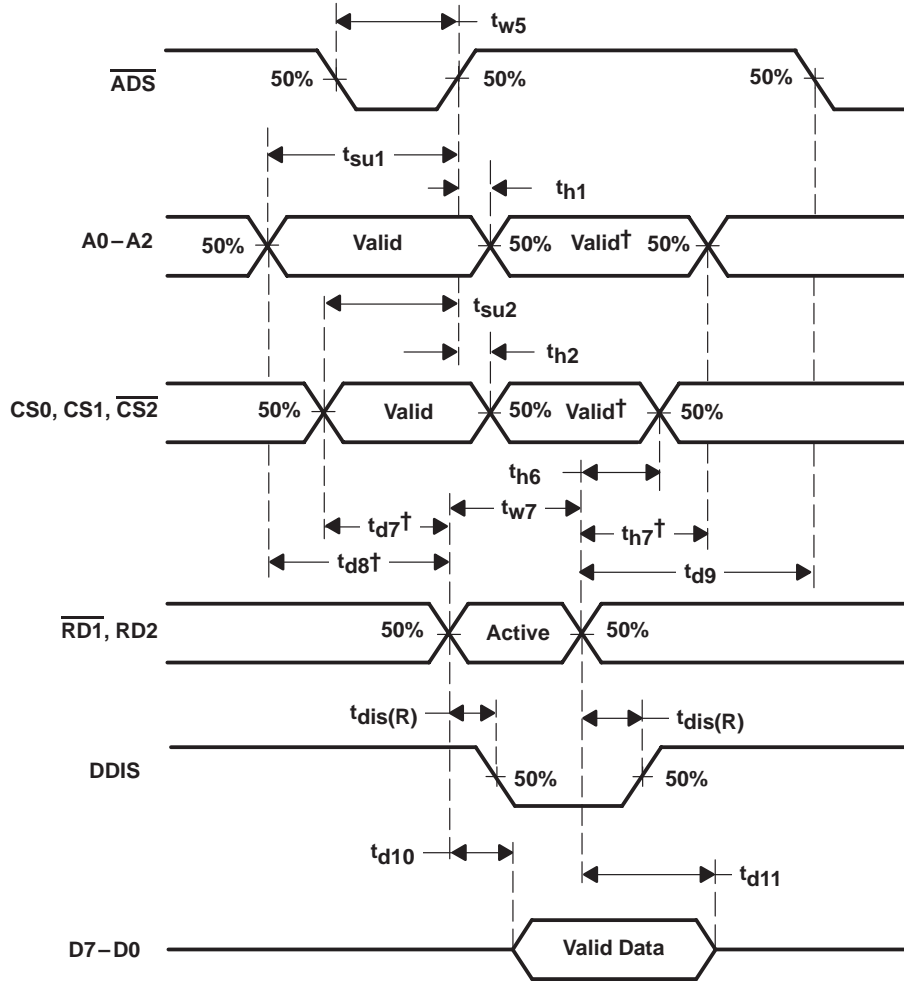 tw5
ADS
50%
50%
50%
tsu1
th1
A0–A2
50%
Valid
50%
Valid†
50%
tsu2
th2
CS0, CS1, CS2
50%
Valid
50%
Valid†
50%
th6
tw7
td7†
th7†
td8†
td9
RD1, RD2
50%
Active
50%
tdis(R)
tdis(R)
DDIS
50%
50%
td10
td11
D7–D0
Valid Data